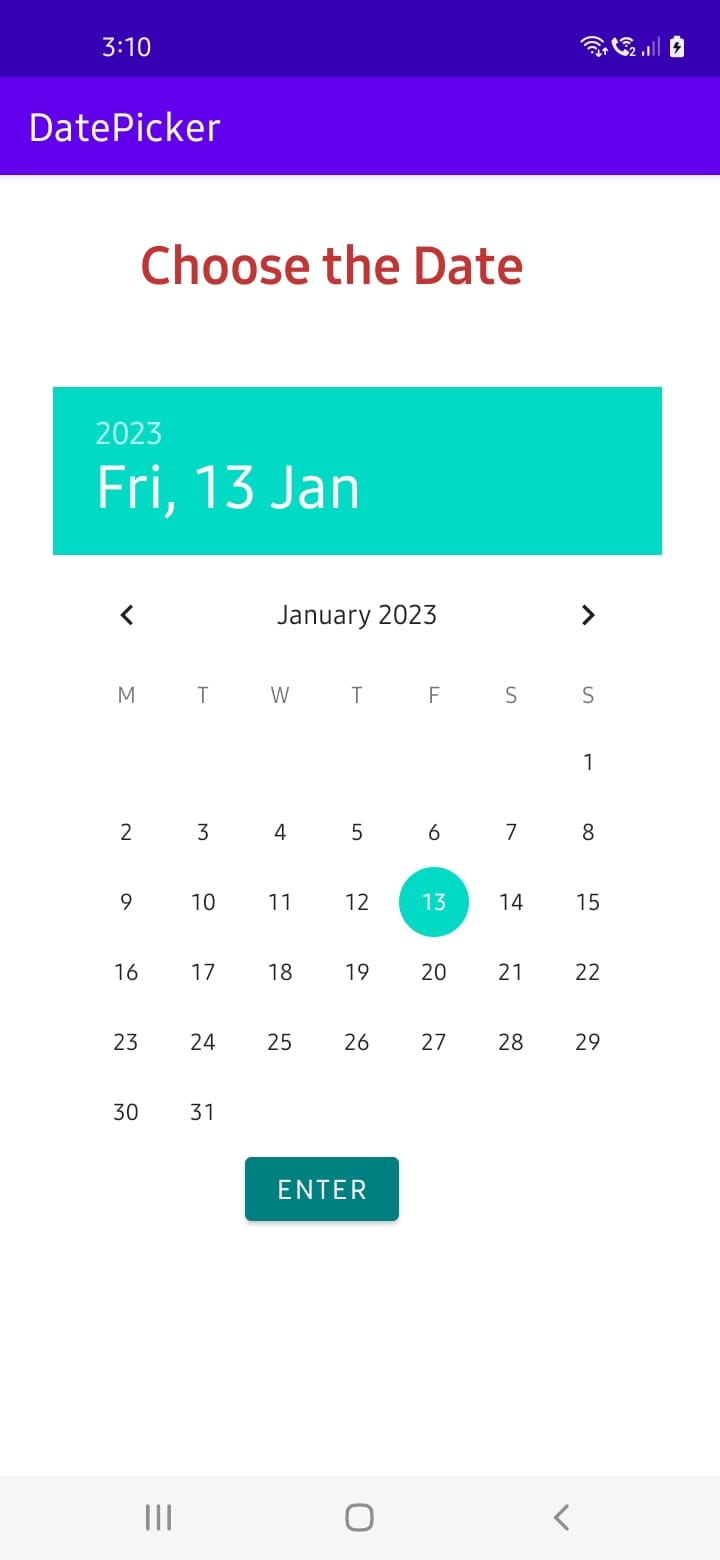 3:10
DatePicker
Choose the Date
2023
Fri, 13 Jan
January 2023
M T W T F S S
1
2 3 4 5 6 7 8
9 10 11 12 13 14 15
16 17 18 19 20 21 22
23 24 25 26 27 28 29
30 31
ENTER